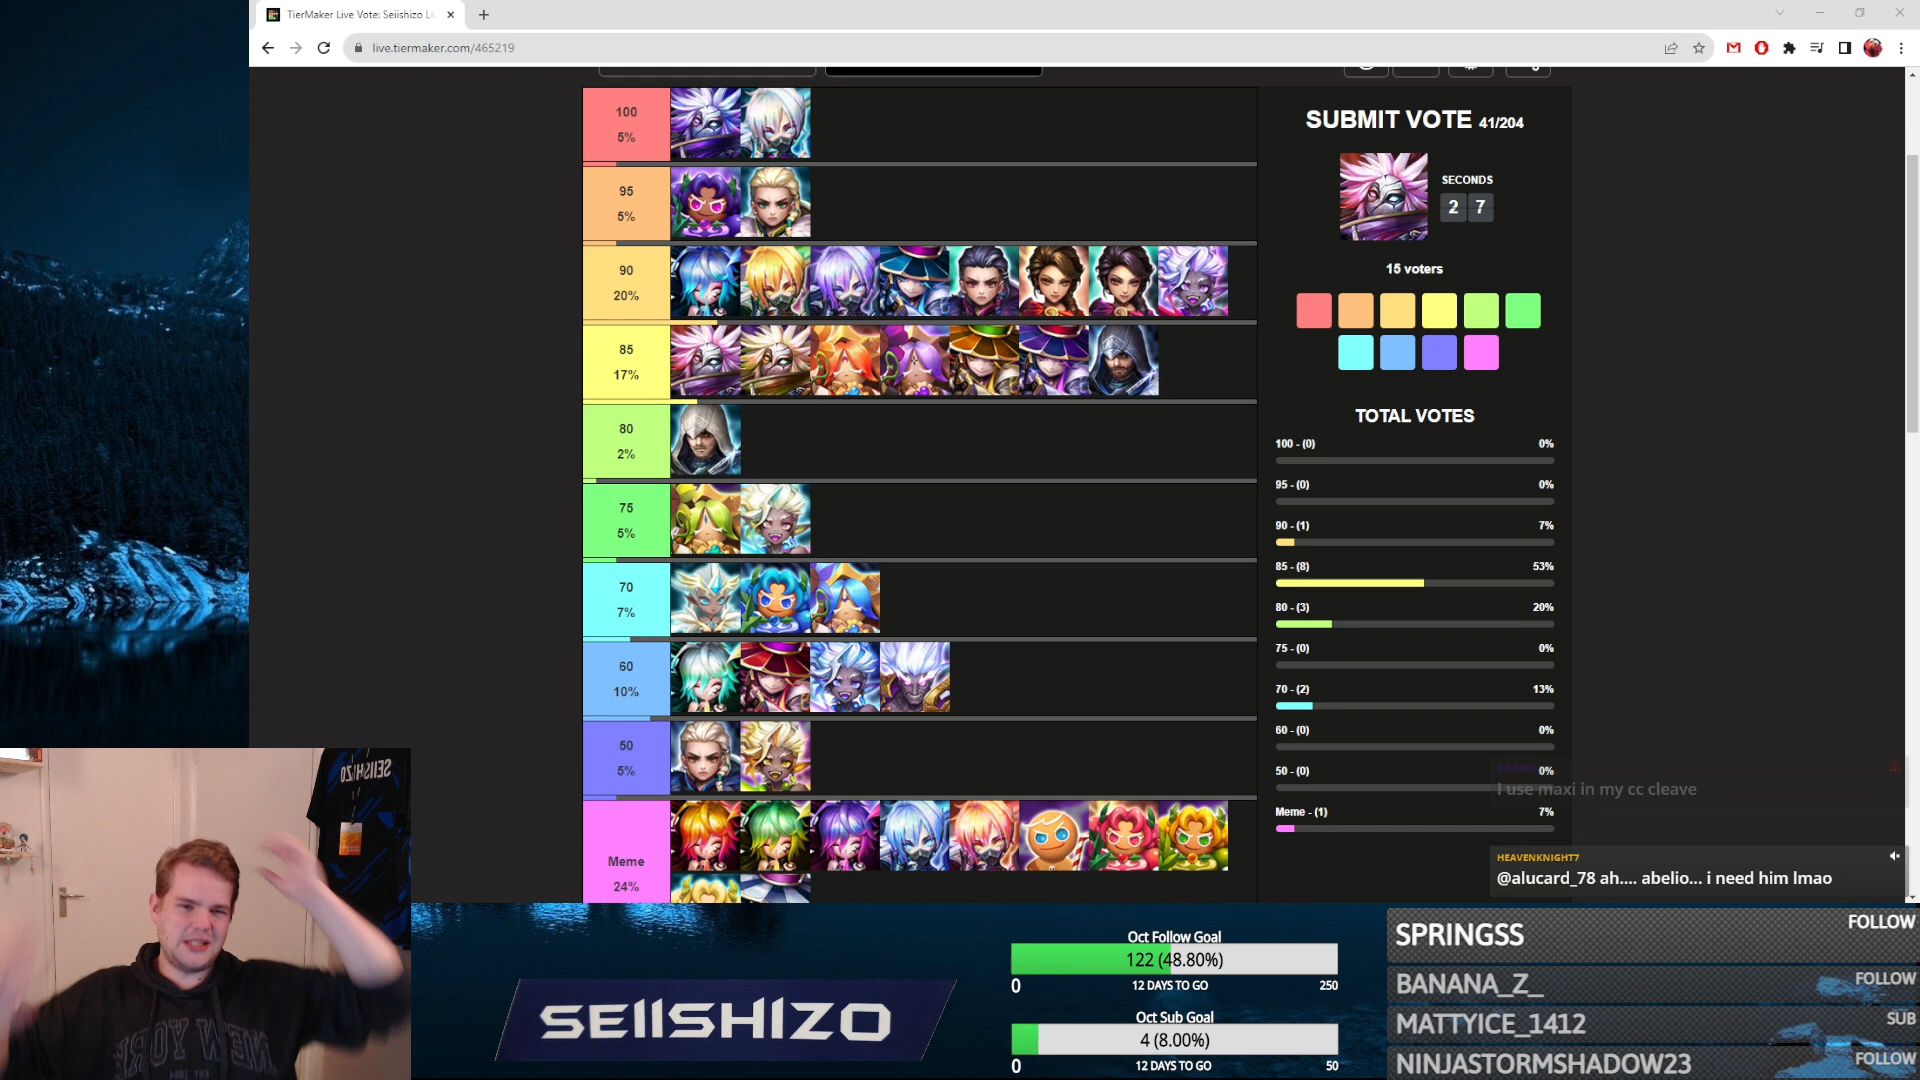 TierMaker Live Vote: Seiishizo Li
live.tiermaker.com/465219
100
5%
95
5%
90
20%
85
17%
80
2%
75
5%
70
7%
60
10%
50
5%
Meme
24%
SUBMIT VOTE 41/204
SECONDS
2 7
15 voters
TOTAL VOTES
100 - (0) 0%
95 - (0) 0%
90 - (1) 7%
85 - (8) 53%
80 - (3) 20%
75 - (0) 0%
70 - (2) 13%
60 - (0) 0%
50 - (0) 0%
I use maxi in my cc cleave
Meme - (1) 7%
HEAVENKNIGHT7
@alucard_78 ah.... abelio... i need him lmao
SEIISHIZO
NEW YORK
SEIISHIZO
Oct Follow Goal
122 (48.80%)
0 12 DAYS TO GO 250
Oct Sub Goal
4 (8.00%)
0 12 DAYS TO GO 50
SPRINGSS FOLLOW
BANANA_Z_ FOLLOW
MATTYICE_1412 SUB
NINJASTORMSHADOW23 FOLLOW